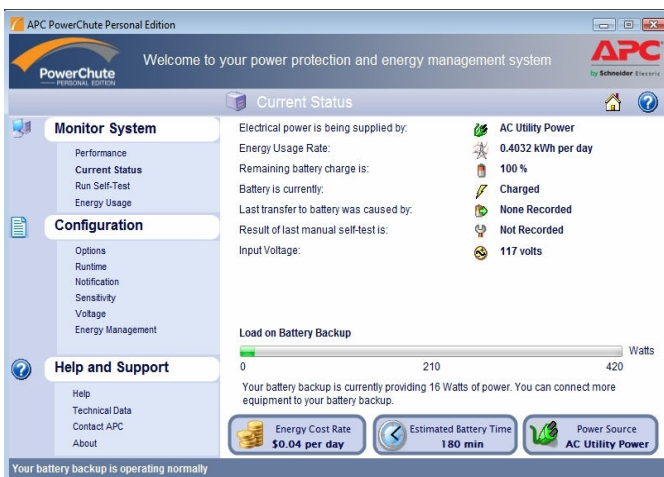 APC PowerChute Personal Edition
PowerChute
PERSONAL EDITION
Welcome to your power protection and energy management system
APC
by Schneider Electric
Current Status
Monitor System
Performance
Current Status
Run Self-Test
Energy Usage
Configuration
Options
Runtime
Notification
Sensitivity
Voltage
Energy Management
Help and Support
Help
Technical Data
Contact APC
About
Electrical power is being supplied by: AC Utility Power
Energy Usage Rate: 0.4032 kWh per day
Remaining battery charge is: 100 %
Battery is currently: Charged
Last transfer to battery was caused by: None Recorded
Result of last manual self-test is: Not Recorded
Input Voltage: 117 volts
Load on Battery Backup
Watts
0 210 420
Your battery backup is currently providing 16 Watts of power. You can connect more
equipment to your battery backup.
Energy Cost Rate
$0.04 per day
Estimated Battery Time
180 min
Power Source
AC Utility Power
Your battery backup is operating normally